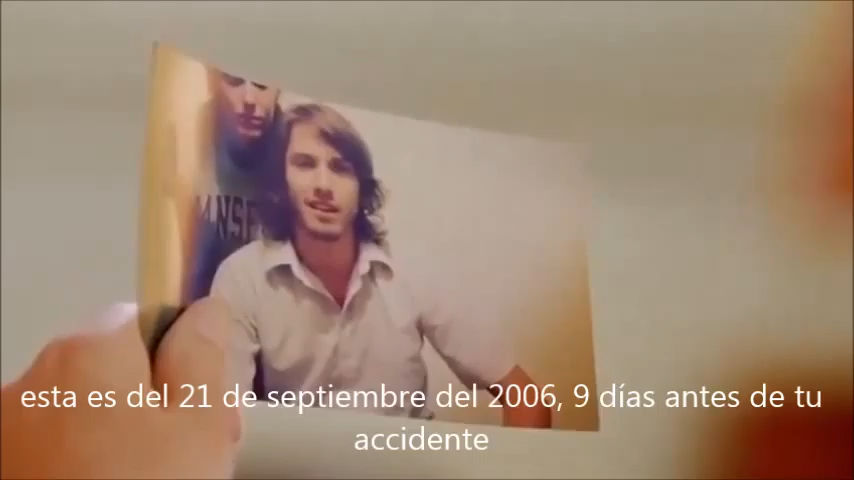 esta es del 21 de septiembre del 2006, 9 días antes de tu
accidente